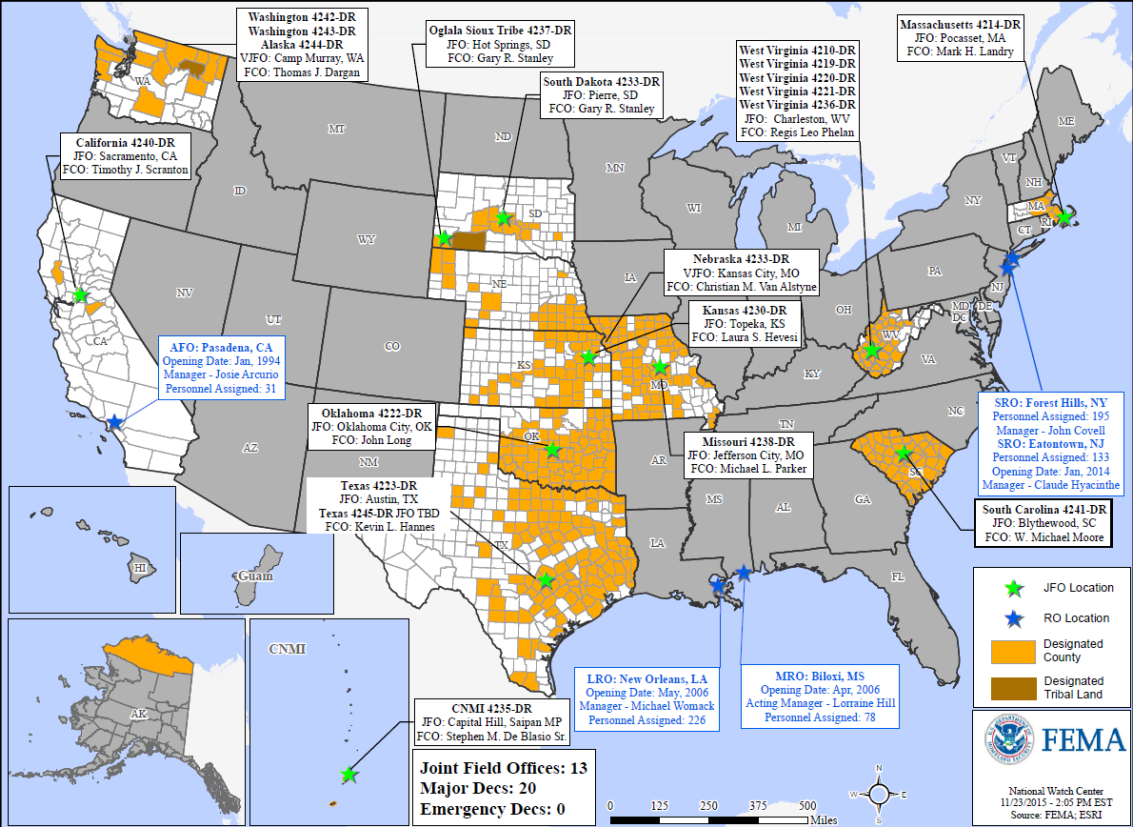 Washington 4242-DR
Washington 4243-DR
Alaska 4244-DR
VJFO: Camp Murray, WA
FCO: Thomas J. Dargan
Oglala Sioux Tribe 4237-DR
JFO: Hot Springs, SD
FCO: Gary R. Stanley
South Dakota 4233-DR
JFO: Pierre, SD
FCO: Gary R. Stanley
West Virginia 4210-DR
West Virginia 4219-DR
West Virginia 4220-DR
West Virginia 4221-DR
West Virginia 4236-DR
JFO: Charleston, WV
FCO: Regis Leo Phelan
Massachusetts 4214-DR
JFO: Pocasset, MA
FCO: Mark H. Landry
California 4240-DR
JFO: Sacramento, CA
FCO: Timothy J. Scranton
WA
MT
ND
MN
ME
VT
NH
NY
MA
RI
CT
ID
SD
WI
MI
WY
IA
PA
NJ
NE
Nebraska 4233-DR
VJFO: Kansas City, MO
FCO: Christian M. Van Alstyne
Kansas 4230-DR
JFO: Topeka, KS
FCO: Laura S. Hevesi
OH
MD
DE
DC
NV
UT
CO
CA
KS
MO
KY
WV
VA
AFO: Pasadena, CA
Opening Date: Jan, 1994
Manager - Josie Arcurio
Personnel Assigned: 31
SRO: Forest Hills, NY
Personnel Assigned: 195
Manager - John Covell
SRO: Eatontown, NJ
Personnel Assigned: 133
Opening Date: Jan, 2014
Manager - Claude Hyacinthe
Oklahoma 4222-DR
JFO: Oklahoma City, OK
FCO: John Long
OK
AZ
NM
AR
TN
NC
SC
Missouri 4238-DR
JFO: Jefferson City, MO
FCO: Michael L. Parker
Texas 4223-DR
JFO: Austin, TX
Texas 4245-DR JFO TBD
FCO: Kevin L. Hannes
TX
LA
MS
AL
GA
FL
South Carolina 4241-DR
JFO: Blythewood, SC
FCO: W. Michael Moore
HI
Guam
AK
CNMI
CNMI 4235-DR
JFO: Capital Hill, Saipan MP
FCO: Stephen M. De Blasio Sr.
LRO: New Orleans, LA
Opening Date: May, 2006
Manager - Michael Womack
Personnel Assigned: 226
MRO: Biloxi, MS
Opening Date: Apr, 2006
Acting Manager - Lorraine Hill
Personnel Assigned: 78
JFO Location
RO Location
Designated
County
Designated
Tribal Land
Joint Field Offices: 13
Major Decs: 20
Emergency Decs: 0
0 125 250 375 500
Miles
N
W E
S
FEMA
National Watch Center
11/23/2015 - 2:05 PM EST
Source: FEMA; ESRI